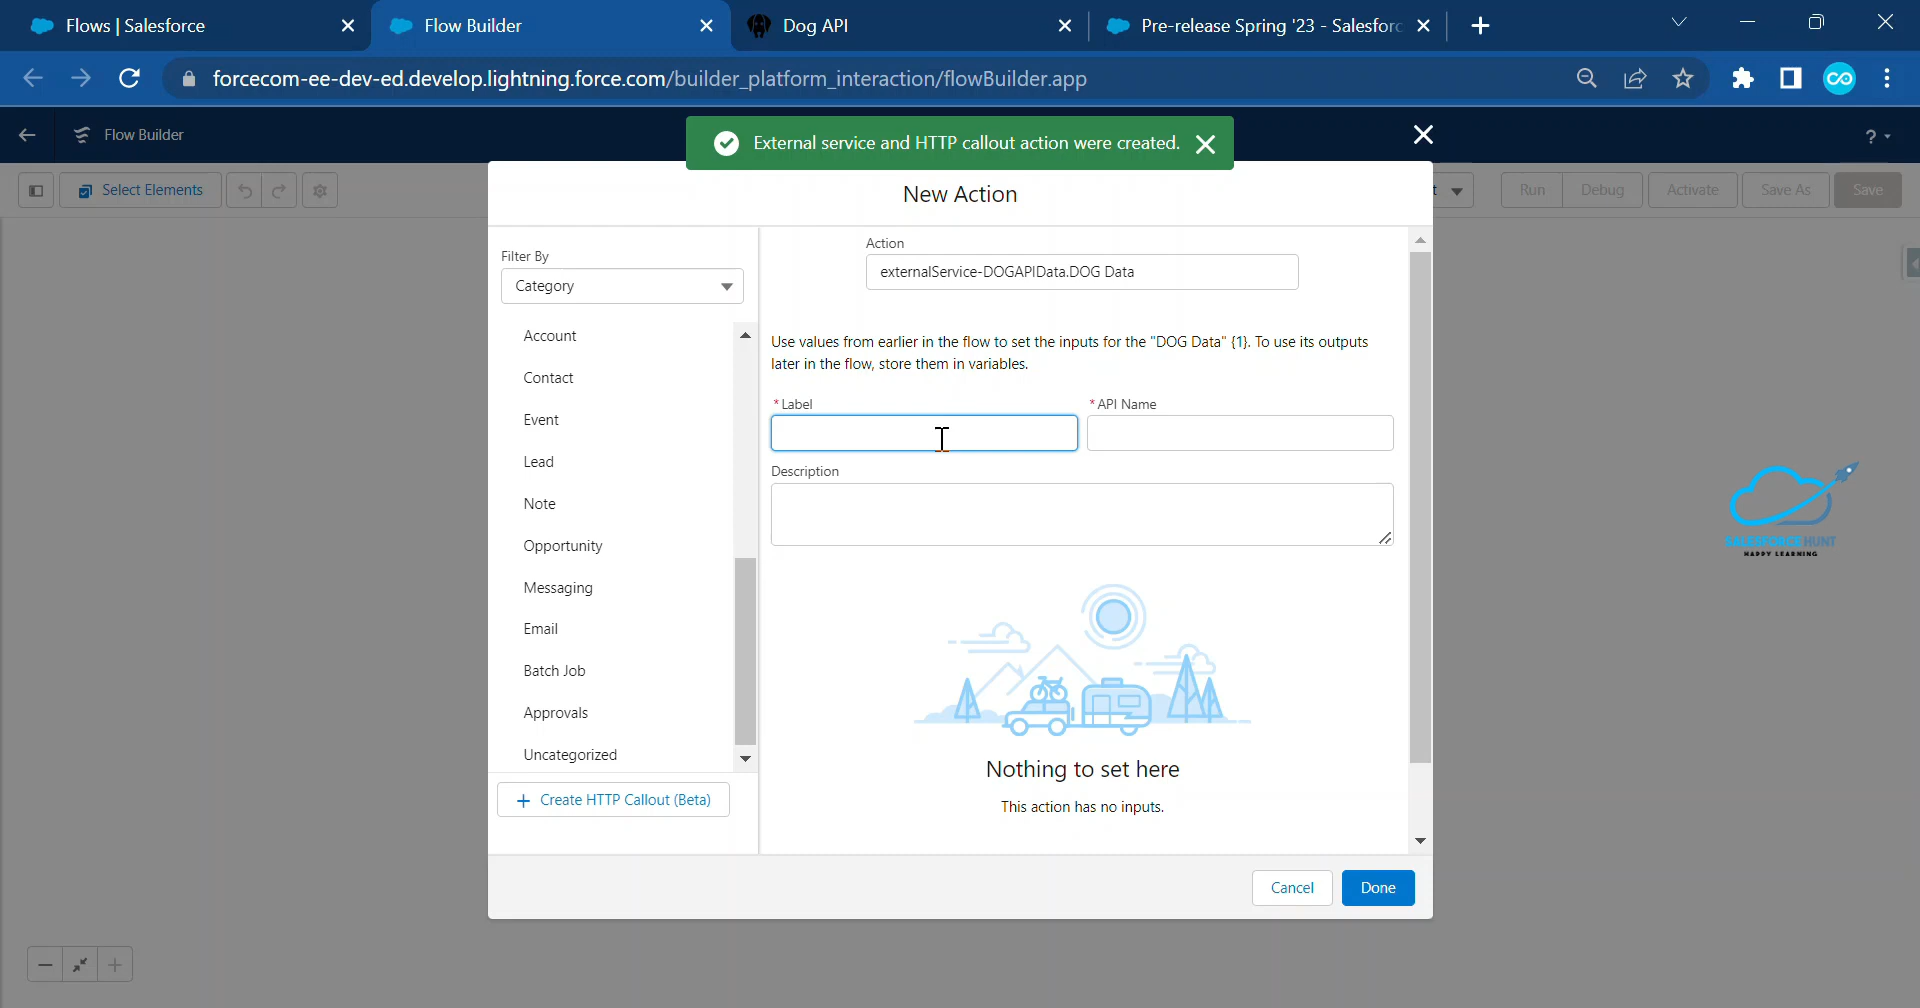 Flows | Salesforce
Flow Builder
Dog API
Pre-release Spring '23 - Salesforc
forcecom-ee-dev-ed.develop.lightning.force.com/builder_platform_interaction/flowBuilder.app
Flow Builder
External service and HTTP callout action were created.
?
Select Elements
t
Run
Debug
Activate
Save As
Save
New Action
Filter By
Category
Account
Contact
Event
Lead
Note
Opportunity
Messaging
Email
Batch Job
Approvals
Uncategorized
+ Create HTTP Callout (Beta)
Action
externalService-DOGAPIData.DOG Data
Use values from earlier in the flow to set the inputs for the "DOG Data" {1}. To use its outputs
later in the flow, store them in variables.
* Label
* API Name
Description
Nothing to set here
This action has no inputs.
Cancel
Done
SALESFORCE HUNT
HAPPY LEARNING